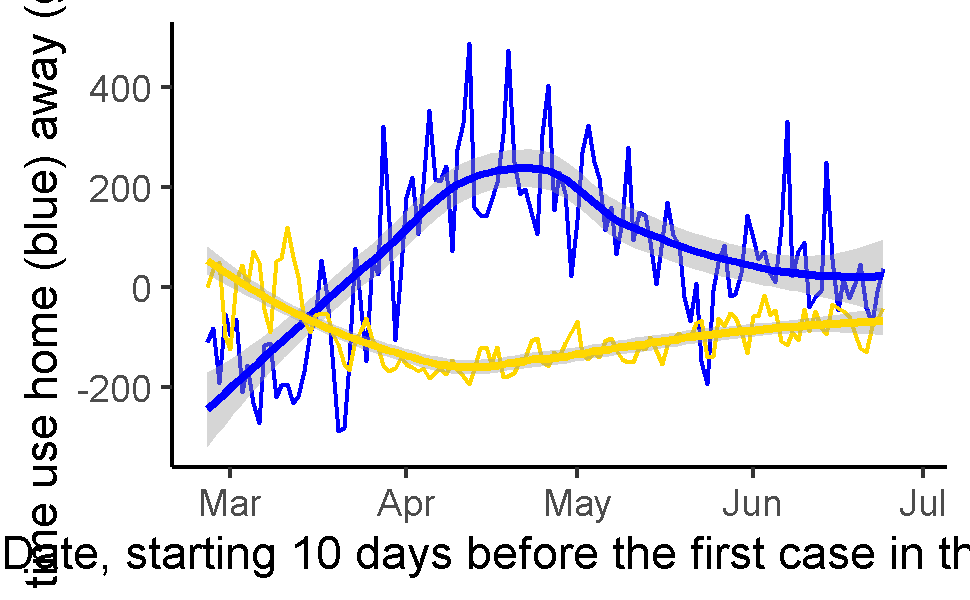 time use home (blue) away (
400
200
0
-200
Mar Apr May Jun Jul
Date, starting 10 days before the first case in th